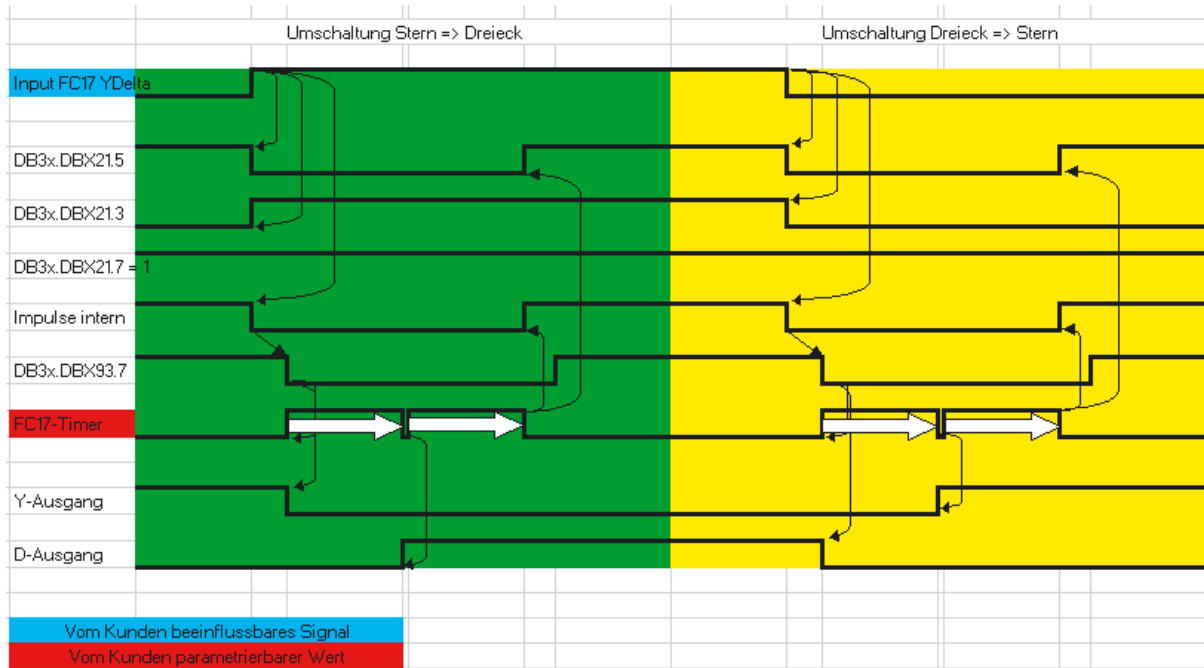 Umschaltung Stern => Dreieck
Umschaltung Dreieck => Stern
Input FC17 YDelta
DB3x.DBX21.5
DB3x.DBX21.3
DB3x.DBX21.7 = 1
Impulse intern
DB3x.DBX93.7
FC17-Timer
Y-Ausgang
D-Ausgang
Vom Kunden beeinflussbares Signal
Vom Kunden parametrierbarer Wert